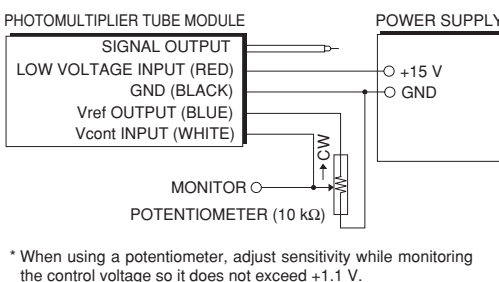 PHOTOMULTIPLIER TUBE MODULE
POWER SUPPLY
SIGNAL OUTPUT
LOW VOLTAGE INPUT (RED)
+15 V
GND (BLACK)
GND
Vref OUTPUT (BLUE)
Vcont INPUT (WHITE)
CW
MONITOR
POTENTIOMETER (10 kΩ)
* When using a potentiometer, adjust sensitivity while monitoring
the control voltage so it does not exceed +1.1 V.